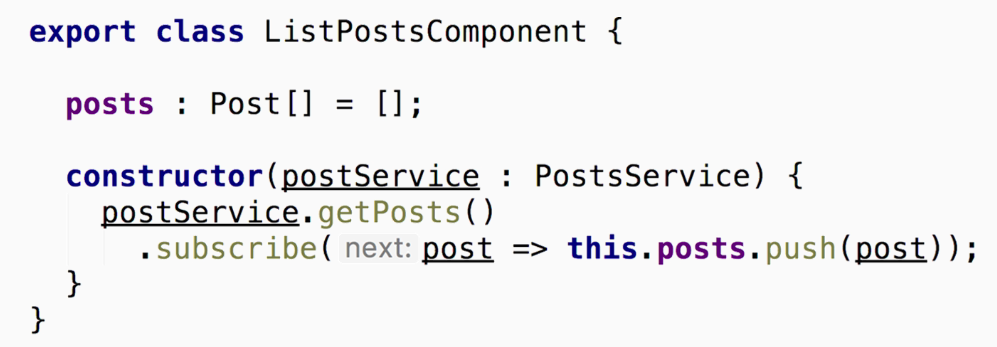 export class ListPostsComponent {
posts : Post[] = [];
constructor(postService : PostsService) {
postService.getPosts()
.subscribe( next: post => this.posts.push(post));
}
}